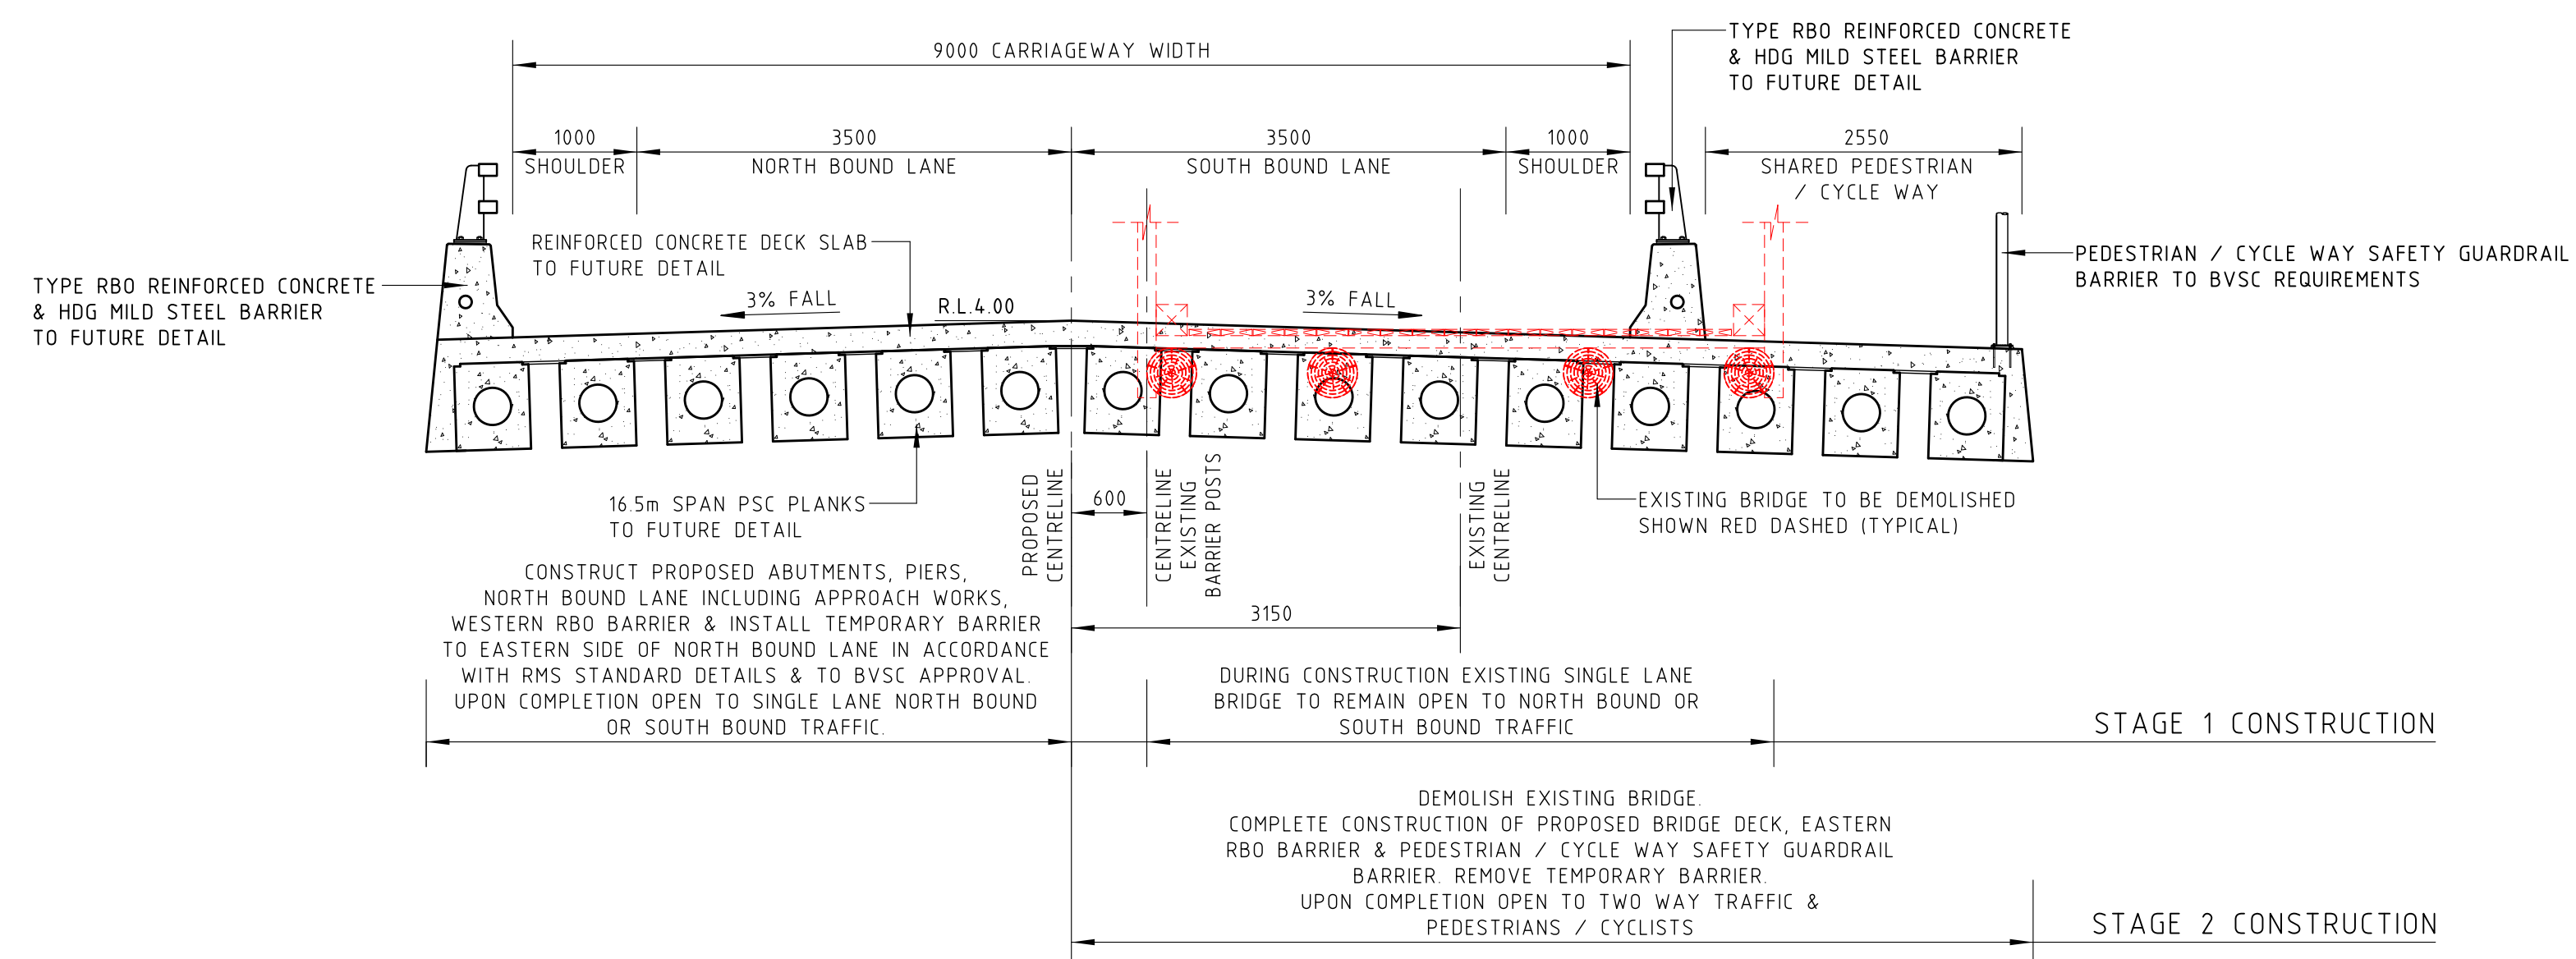 9000 CARRIAGEWAY WIDTH
TYPE RBO REINFORCED CONCRETE
& HDG MILD STEEL BARRIER
TO FUTURE DETAIL
1000
SHOULDER
3500
NORTH BOUND LANE
3500
SOUTH BOUND LANE
1000
SHOULDER
2550
SHARED PEDESTRIAN
/ CYCLE WAY
REINFORCED CONCRETE DECK SLAB
TO FUTURE DETAIL
TYPE RBO REINFORCED CONCRETE
& HDG MILD STEEL BARRIER
TO FUTURE DETAIL
3% FALL
R.L.4.00
3% FALL
PEDESTRIAN / CYCLE WAY SAFETY GUARDRAIL
BARRIER TO BVSC REQUIREMENTS
16.5m SPAN PSC PLANKS
TO FUTURE DETAIL
PROPOSED
CENTRELINE
600
CENTRELINE
EXISTING
BARRIER POSTS
EXISTING
CENTRELINE
EXISTING BRIDGE TO BE DEMOLISHED
SHOWN RED DASHED (TYPICAL)
3150
CONSTRUCT PROPOSED ABUTMENTS, PIERS,
NORTH BOUND LANE INCLUDING APPROACH WORKS,
WESTERN RBO BARRIER & INSTALL TEMPORARY BARRIER
TO EASTERN SIDE OF NORTH BOUND LANE IN ACCORDANCE
WITH RMS STANDARD DETAILS & TO BVSC APPROVAL.
UPON COMPLETION OPEN TO SINGLE LANE NORTH BOUND
OR SOUTH BOUND TRAFFIC.
DURING CONSTRUCTION EXISTING SINGLE LANE
BRIDGE TO REMAIN OPEN TO NORTH BOUND OR
SOUTH BOUND TRAFFIC
STAGE 1 CONSTRUCTION
DEMOLISH EXISTING BRIDGE.
COMPLETE CONSTRUCTION OF PROPOSED BRIDGE DECK, EASTERN
RBO BARRIER & PEDESTRIAN / CYCLE WAY SAFETY GUARDRAIL
BARRIER. REMOVE TEMPORARY BARRIER.
UPON COMPLETION OPEN TO TWO WAY TRAFFIC &
PEDESTRIANS / CYCLISTS
STAGE 2 CONSTRUCTION